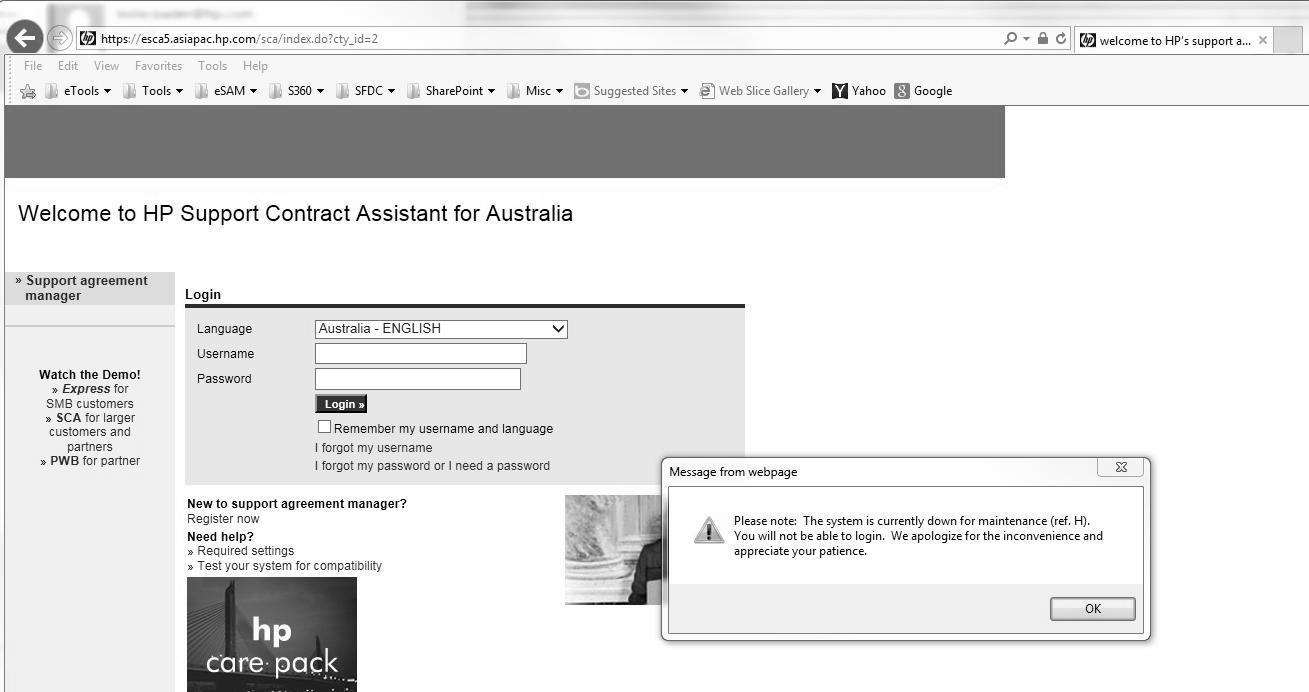 https://esca5.asiapac.hp.com/sca/index.do?cty_id=2
welcome to HP's support a...
File Edit View Favorites Tools Help
eTools Tools eSAM S360 SFDC SharePoint Misc Suggested Sites Web Slice Gallery Yahoo Google
Welcome to HP Support Contract Assistant for Australia
» Support agreement
manager
Watch the Demo!
» Express for
SMB customers
» SCA for larger
customers and
partners
» PWB for partner
Login
Language Australia - ENGLISH
Username
Password
Login »
Remember my username and language
I forgot my username
I forgot my password or I need a password
New to support agreement manager?
Register now
Need help?
» Required settings
» Test your system for compatibility
hp
care pack
Message from webpage
Please note: The system is currently down for maintenance (ref. H).
You will not be able to login. We apologize for the inconvenience and
appreciate your patience.
OK